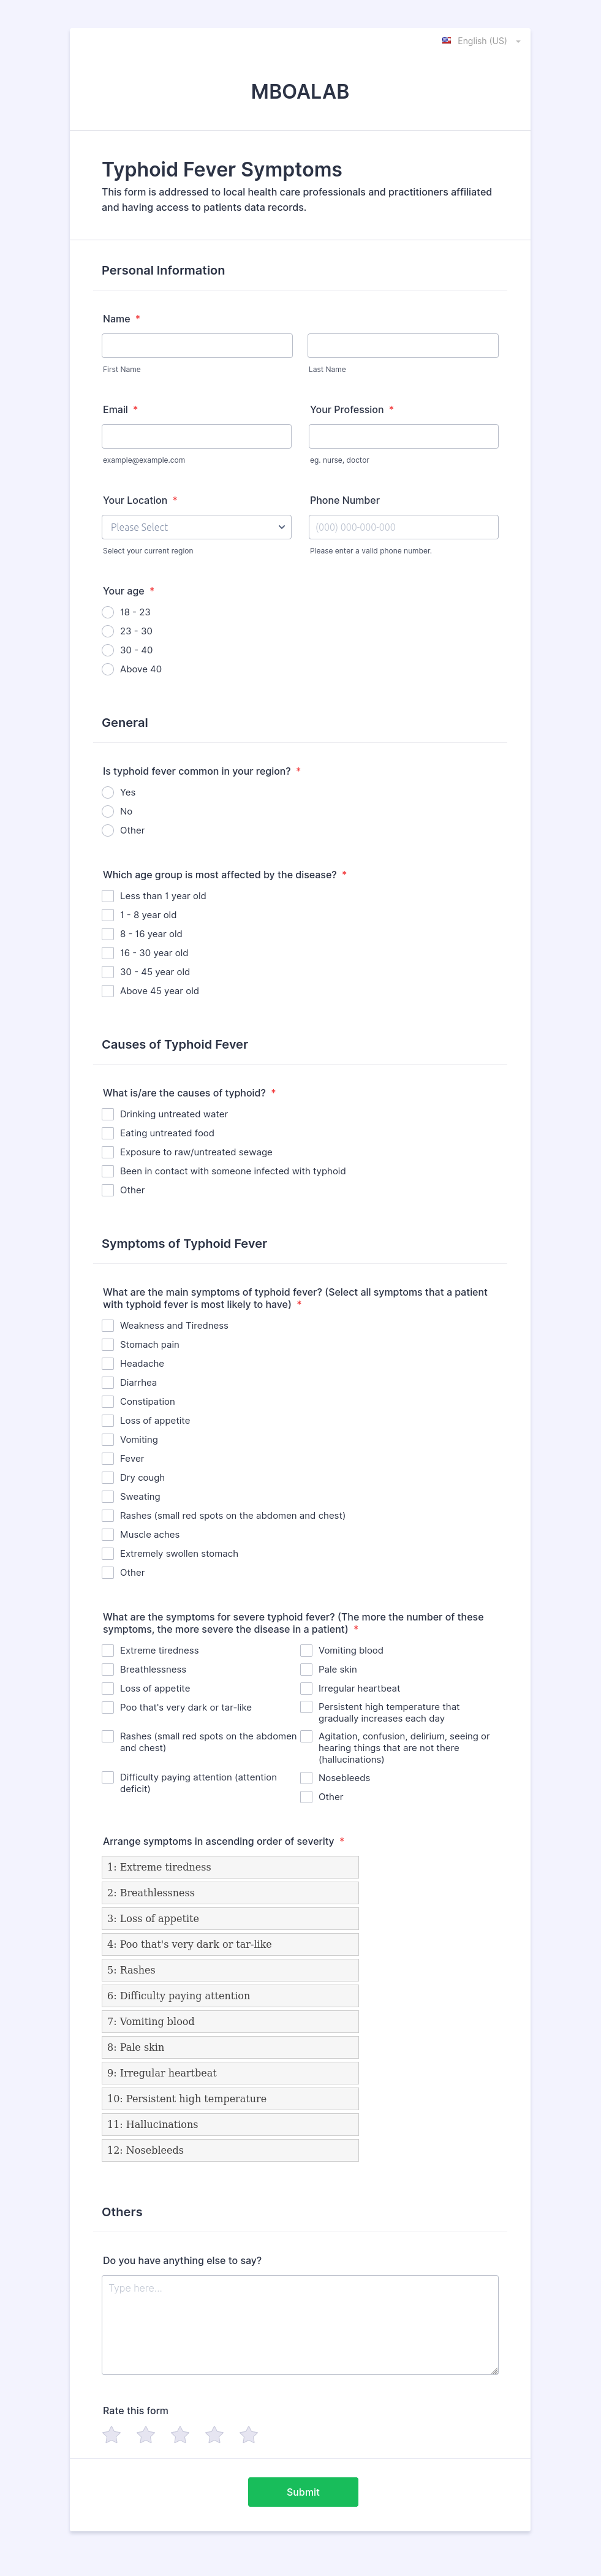 English (US)
MBOALAB
Typhoid Fever Symptoms
This form is addressed to local health care professionals and practitioners affiliated
and having access to patients data records.
Personal Information
Name *
First Name
Last Name
Email *
Your Profession *
example@example.com
eg. nurse, doctor
Your Location *
Phone Number
Please Select
(000) 000-000-000
Select your current region
Please enter a valid phone number.
Your age *
18 - 23
23 - 30
30 - 40
Above 40
General
Is typhoid fever common in your region? *
Yes
No
Other
Which age group is most affected by the disease? *
Less than 1 year old
1 - 8 year old
8 - 16 year old
16 - 30 year old
30 - 45 year old
Above 45 year old
Causes of Typhoid Fever
What is/are the causes of typhoid? *
Drinking untreated water
Eating untreated food
Exposure to raw/untreated sewage
Been in contact with someone infected with typhoid
Other
Symptoms of Typhoid Fever
What are the main symptoms of typhoid fever? (Select all symptoms that a patient
with typhoid fever is most likely to have) *
Weakness and Tiredness
Stomach pain
Headache
Diarrhea
Constipation
Loss of appetite
Vomiting
Fever
Dry cough
Sweating
Rashes (small red spots on the abdomen and chest)
Muscle aches
Extremely swollen stomach
Other
What are the symptoms for severe typhoid fever? (The more the number of these
symptoms, the more severe the disease in a patient) *
Extreme tiredness
Vomiting blood
Breathlessness
Pale skin
Loss of appetite
Irregular heartbeat
Poo that's very dark or tar-like
Persistent high temperature that
gradually increases each day
Rashes (small red spots on the abdomen
and chest)
Agitation, confusion, delirium, seeing or
hearing things that are not there
(hallucinations)
Difficulty paying attention (attention
deficit)
Nosebleeds
Other
Arrange symptoms in ascending order of severity *
1: Extreme tiredness
2: Breathlessness
3: Loss of appetite
4: Poo that's very dark or tar-like
5: Rashes
6: Difficulty paying attention
7: Vomiting blood
8: Pale skin
9: Irregular heartbeat
10: Persistent high temperature
11: Hallucinations
12: Nosebleeds
Others
Do you have anything else to say?
Type here...
Rate this form
Submit